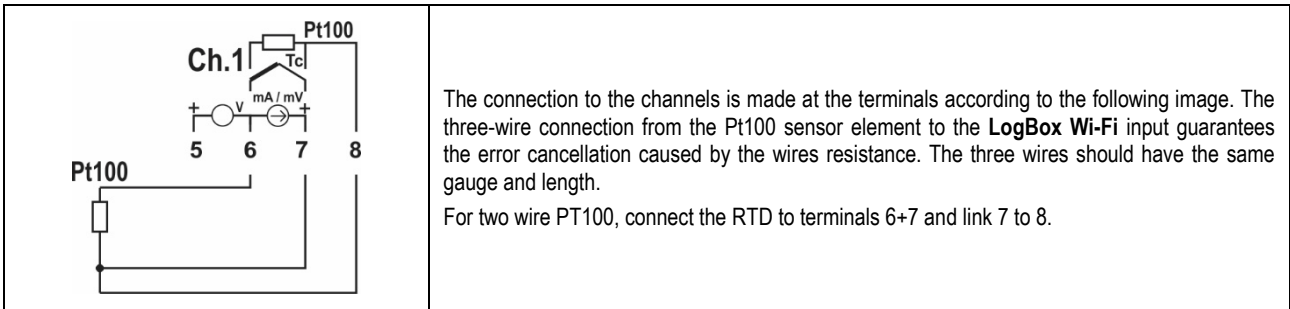 Pt100
Ch.1
Tc
+ V mA / mV +
5 6 7 8
Pt100
The connection to the channels is made at the terminals according to the following image. The
three-wire connection from the Pt100 sensor element to the LogBox Wi-Fi input guarantees
the error cancellation caused by the wires resistance. The three wires should have the same
gauge and length.
For two wire PT100, connect the RTD to terminals 6+7 and link 7 to 8.